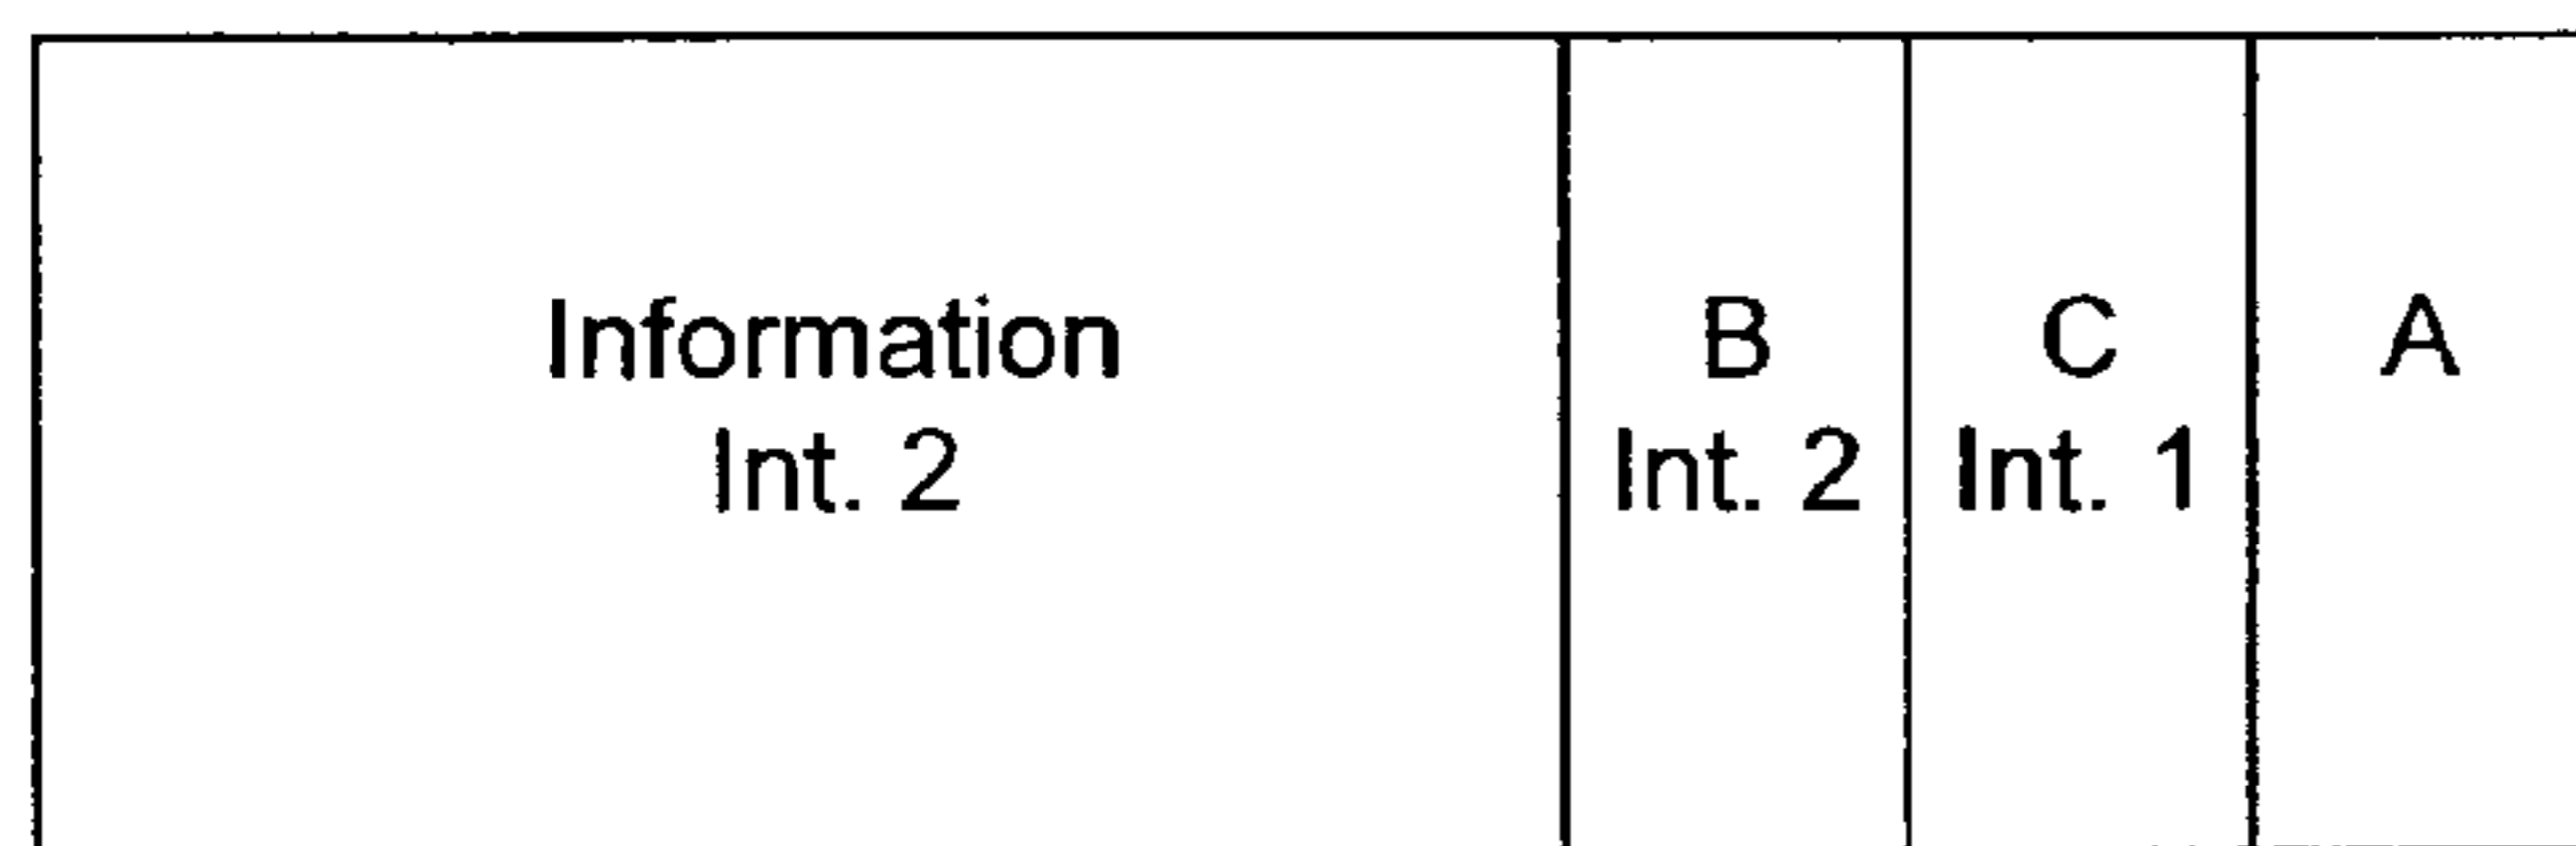 Information
Int. 2
B
Int. 2
C
Int. 1
A